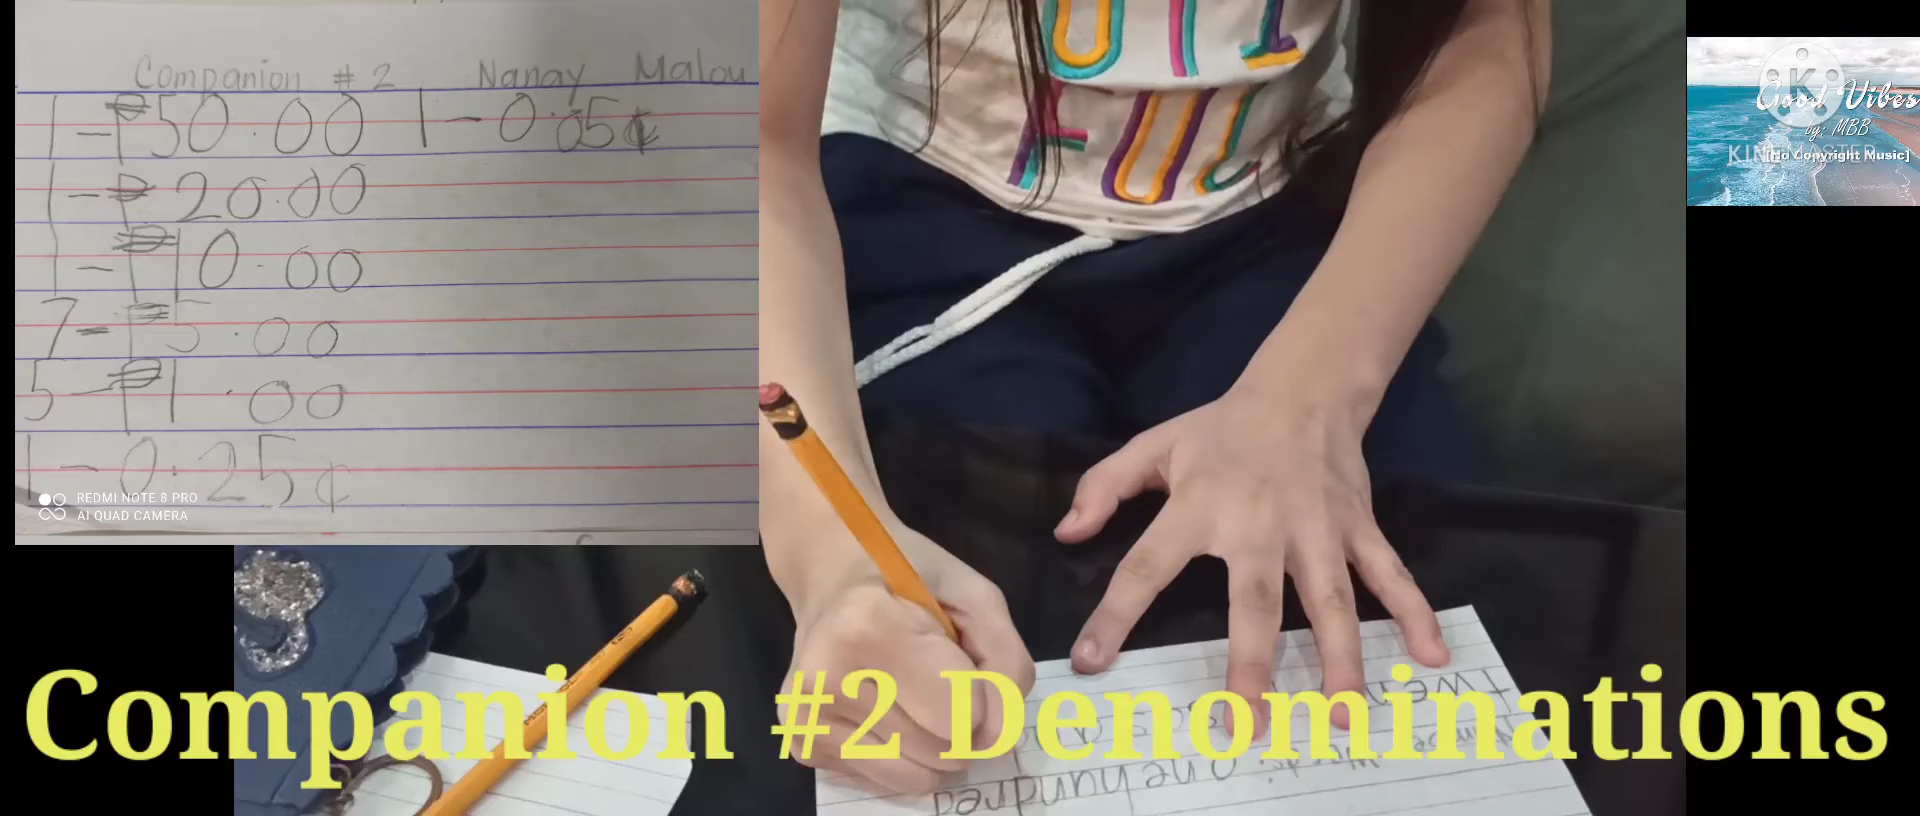 Companion # 2 Nanay Malou
1 - ₱50.00 1 - 0.05¢
1 - ₱20.00
1 - ₱10.00
7 - ₱5.00
5 - ₱1.00
1 - 0.25¢
REDMI NOTE 8 PRO
AI QUAD CAMERA
Good Vibes
by: MBB
KINEMASTER
[No Copyright Music]
FUL
Companion #2 Denominations
one hundred